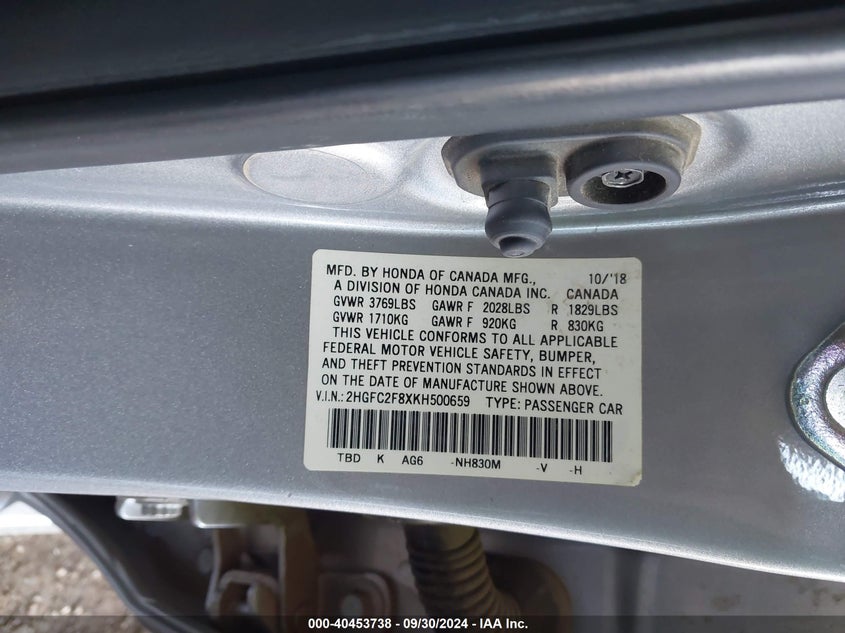 MFD. BY HONDA OF CANADA MFG., 10/'18
A DIVISION OF HONDA CANADA INC. CANADA
GVWR 3769LBS GAWR F 2028LBS R 1829LBS
GVWR 1710KG GAWR F 920KG R 830KG
THIS VEHICLE CONFORMS TO ALL APPLICABLE
FEDERAL MOTOR VEHICLE SAFETY, BUMPER,
AND THEFT PREVENTION STANDARDS IN EFFECT
ON THE DATE OF MANUFACTURE SHOWN ABOVE.
V.I.N.: 2HGFC2F8XKH500659 TYPE: PASSENGER CAR
TBD K AG6 -NH830M -V -H
000-40453738 - 09/30/2024 - IAA Inc.